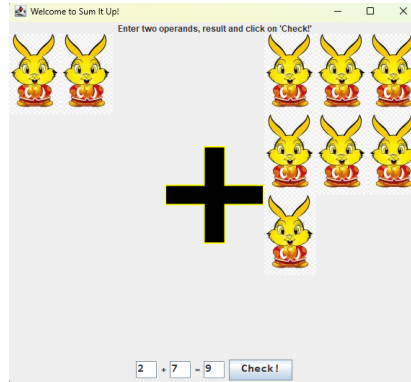 Welcome to Sum It Up!
Enter two operands, result and click on 'Check!'
2 + 7 = 9 Check!